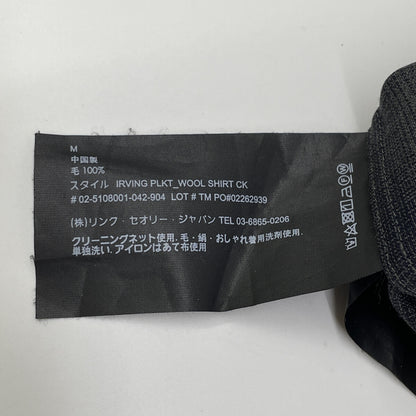 M
中国製
毛 100%
スタイル IRVING PLKT_WOOL SHIRT CK
# 02-5108001-042-904 LOT # TM PO#02262939
(株)リンク・セオリー・ジャパン TEL 03-6865-0206
クリーニングネット使用. 毛・絹・おしゃれ着用洗剤使用.
単独洗い. アイロンはあて布使用